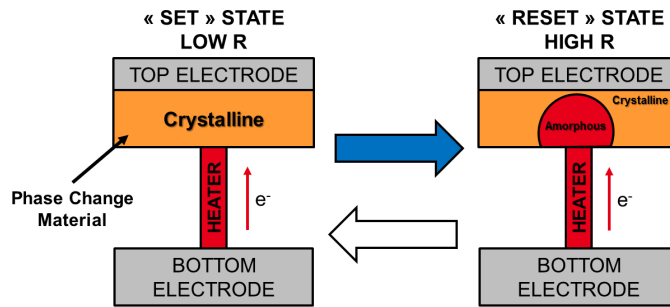 « SET » STATE
LOW R
TOP ELECTRODE
Crystalline
Phase Change
Material
HEATER
e-
BOTTOM
ELECTRODE
« RESET » STATE
HIGH R
TOP ELECTRODE
Crystalline
Amorphous
HEATER
e-
BOTTOM
ELECTRODE